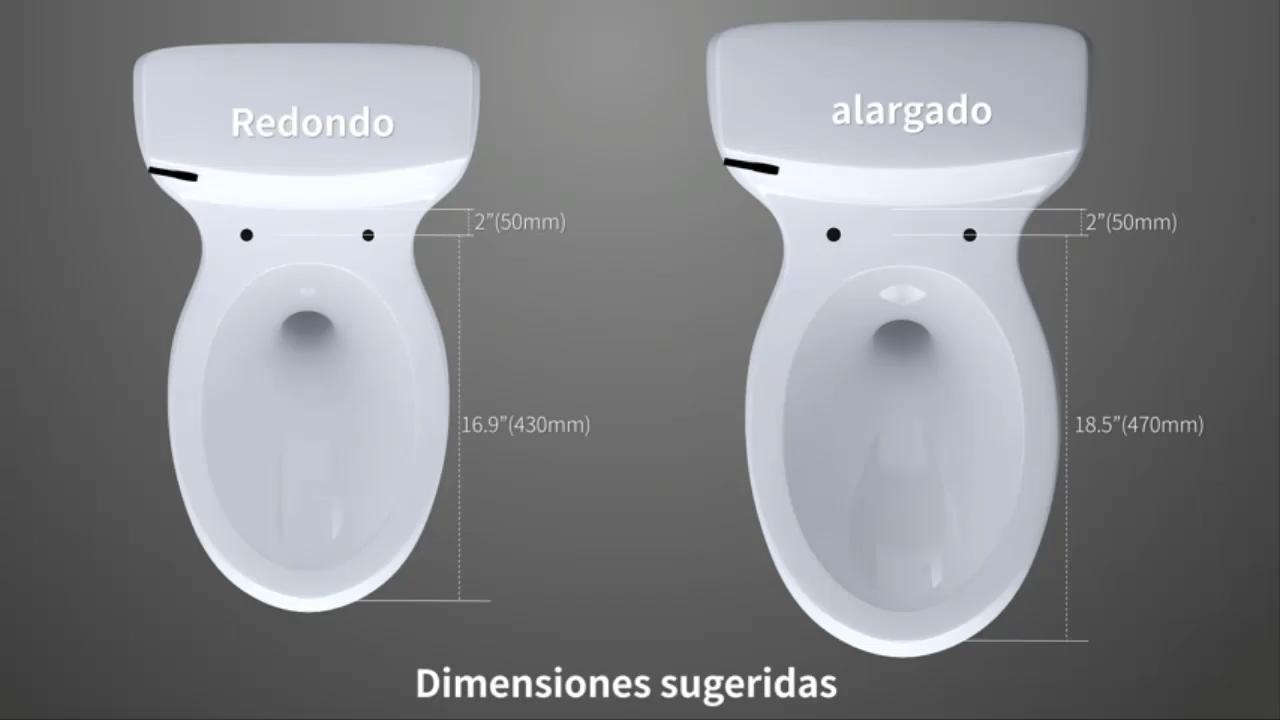 Redondo
alargado
2”(50mm)
2”(50mm)
16.9”(430mm)
18.5”(470mm)
Dimensiones sugeridas